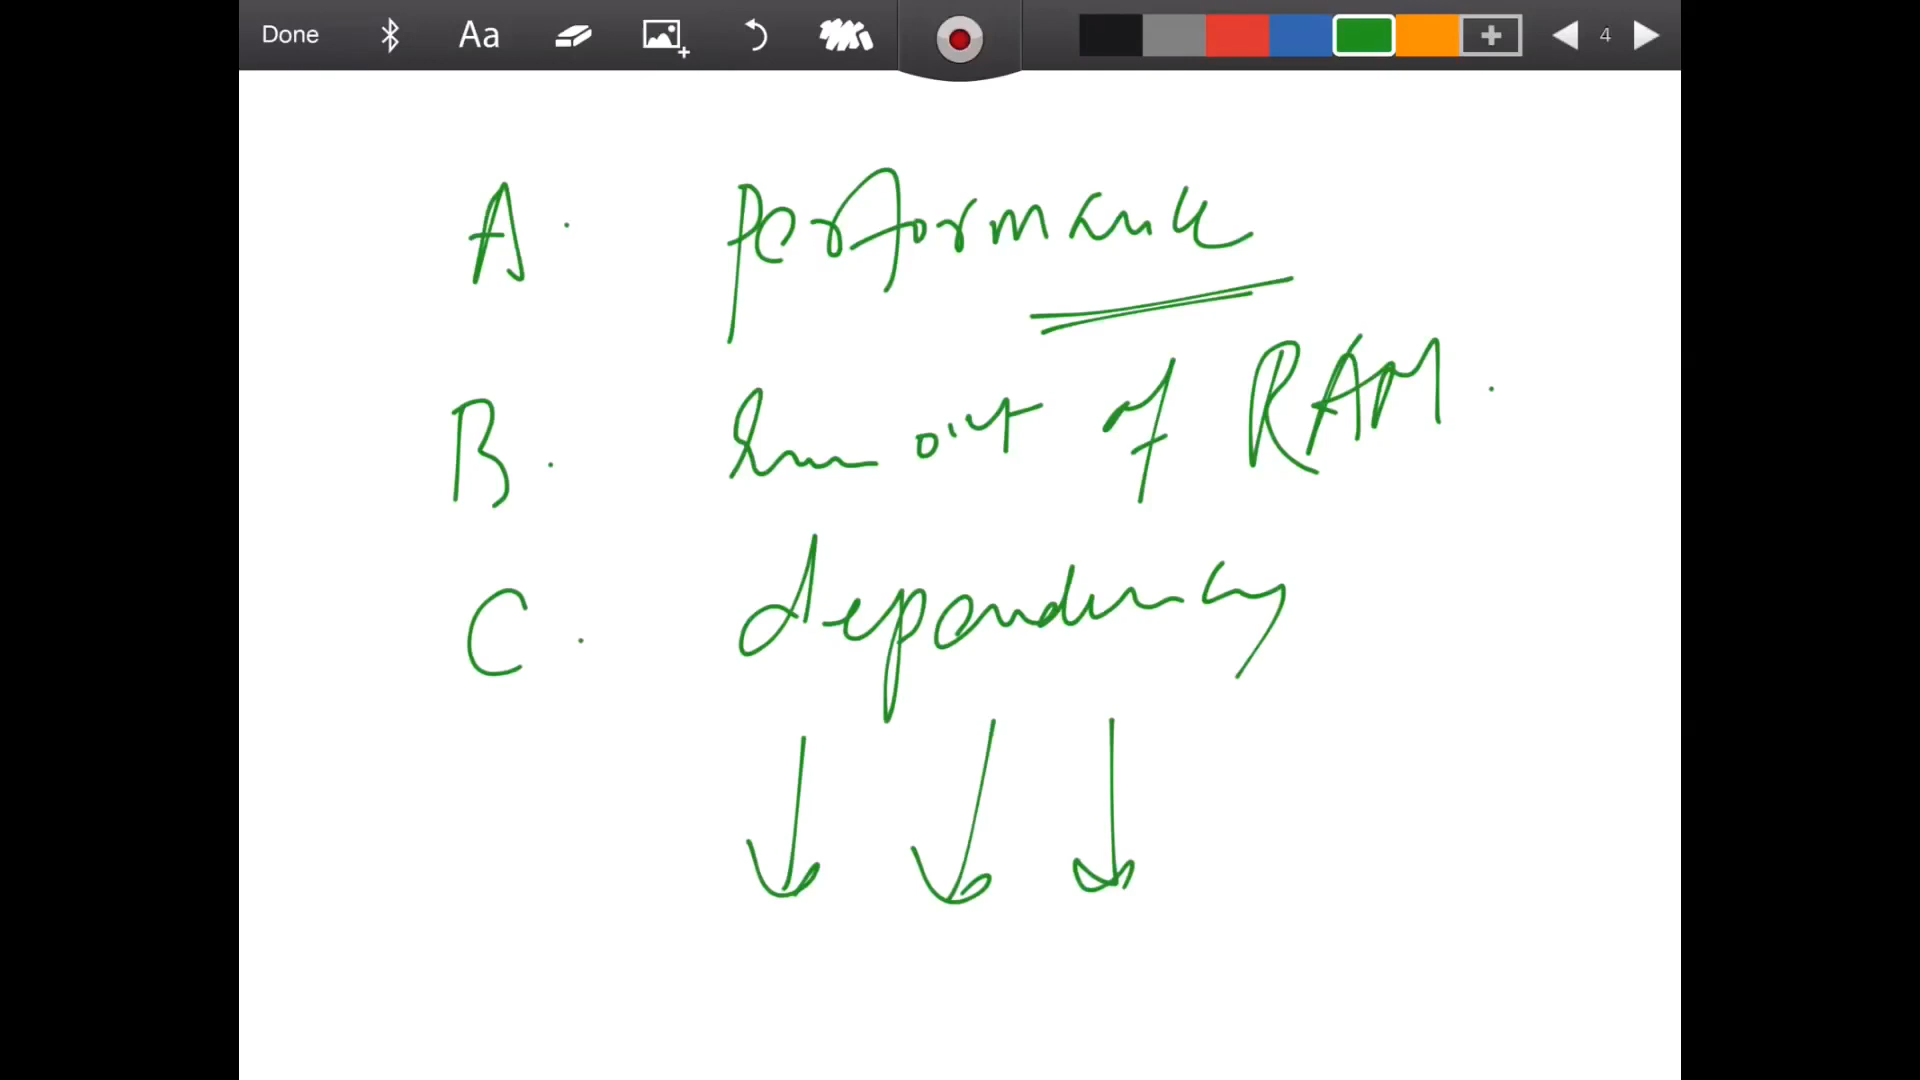 Done Aa 4
A. Performance
B. Run out of RAM.
C. dependency